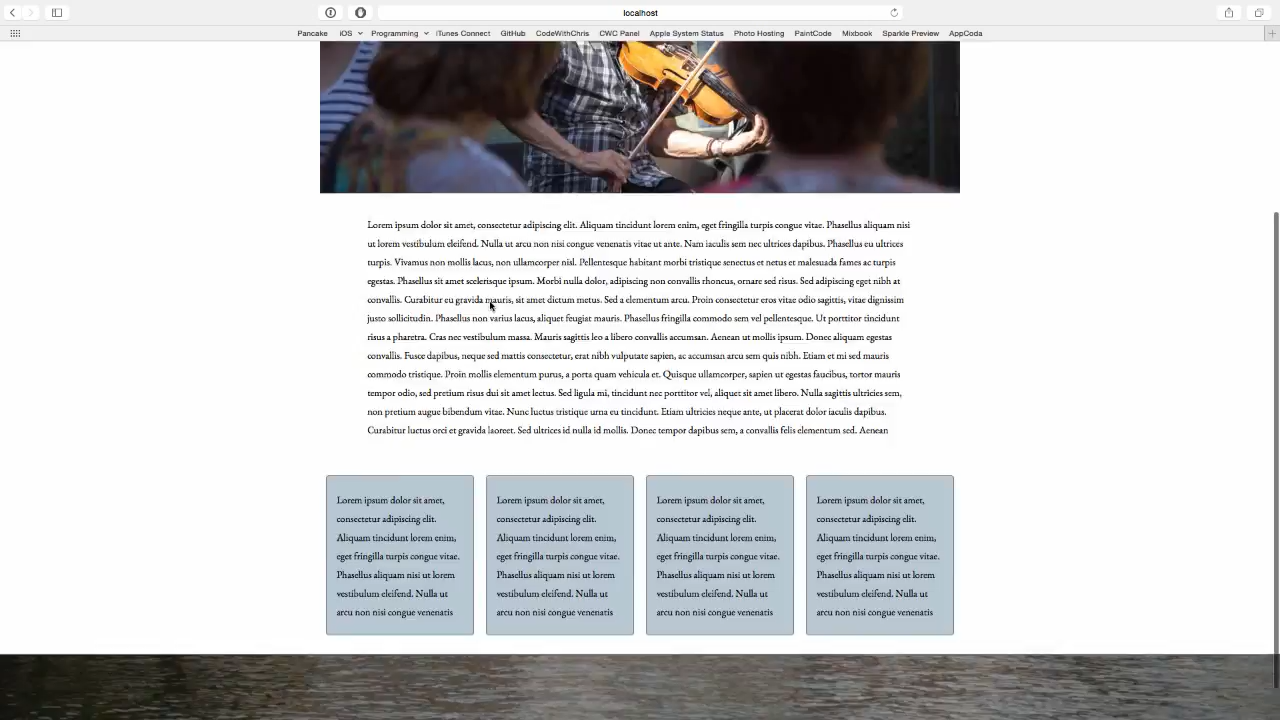 localhost
Pancake iOS Programming iTunes Connect GitHub CodeWithChris CWC Panel Apple System Status Photo Hosting PaintCode Mixbook Sparkle Preview AppCoda
Lorem ipsum dolor sit amet, consectetur adipiscing elit. Aliquam tincidunt lorem enim, eget fringilla turpis congue vitae. Phasellus aliquam nisi
ut lorem vestibulum eleifend. Nulla ut arcu non nisi congue venenatis vitae ut ante. Nam iaculis sem nec ultrices dapibus. Phasellus eu ultrices
turpis. Vivamus non mollis lacus, non ullamcorper nisl. Pellentesque habitant morbi tristique senectus et netus et malesuada fames ac turpis
egestas. Phasellus sit amet scelerisque ipsum. Morbi nulla dolor, adipiscing non convallis rhoncus, ornare sed risus. Sed adipiscing eget nibh at
convallis. Curabitur eu gravida mauris, sit amet dictum metus. Sed a elementum arcu. Proin consectetur eros vitae odio sagittis, vitae dignissim
justo sollicitudin. Phasellus non varius lacus, aliquet feugiat mauris. Phasellus fringilla commodo sem vel pellentesque. Ut porttitor tincidunt
risus a pharetra. Cras nec vestibulum massa. Mauris sagittis leo a libero convallis accumsan. Aenean ut mollis ipsum. Donec aliquam egestas
convallis. Fusce dapibus, neque sed mattis consectetur, erat nibh vulputate sapien, ac accumsan arcu sem quis nibh. Etiam et mi sed mauris
commodo tristique. Proin mollis elementum purus, a porta quam vehicula et. Quisque ullamcorper, sapien ut egestas faucibus, tortor mauris
tempor odio, sed pretium risus dui sit amet lectus. Sed ligula mi, tincidunt nec porttitor vel, aliquet sit amet libero. Nulla sagittis ultricies sem,
non pretium augue bibendum vitae. Nunc luctus tristique urna eu tincidunt. Etiam ultricies neque ante, ut placerat dolor iaculis dapibus.
Curabitur luctus orci et gravida laoreet. Sed ultrices id nulla id mollis. Donec tempor dapibus sem, a convallis felis elementum sed. Aenean
Lorem ipsum dolor sit amet,
consectetur adipiscing elit.
Aliquam tincidunt lorem enim,
eget fringilla turpis congue vitae.
Phasellus aliquam nisi ut lorem
vestibulum eleifend. Nulla ut
arcu non nisi congue venenatis
Lorem ipsum dolor sit amet,
consectetur adipiscing elit.
Aliquam tincidunt lorem enim,
eget fringilla turpis congue vitae.
Phasellus aliquam nisi ut lorem
vestibulum eleifend. Nulla ut
arcu non nisi congue venenatis
Lorem ipsum dolor sit amet,
consectetur adipiscing elit.
Aliquam tincidunt lorem enim,
eget fringilla turpis congue vitae.
Phasellus aliquam nisi ut lorem
vestibulum eleifend. Nulla ut
arcu non nisi congue venenatis
Lorem ipsum dolor sit amet,
consectetur adipiscing elit.
Aliquam tincidunt lorem enim,
eget fringilla turpis congue vitae.
Phasellus aliquam nisi ut lorem
vestibulum eleifend. Nulla ut
arcu non nisi congue venenatis